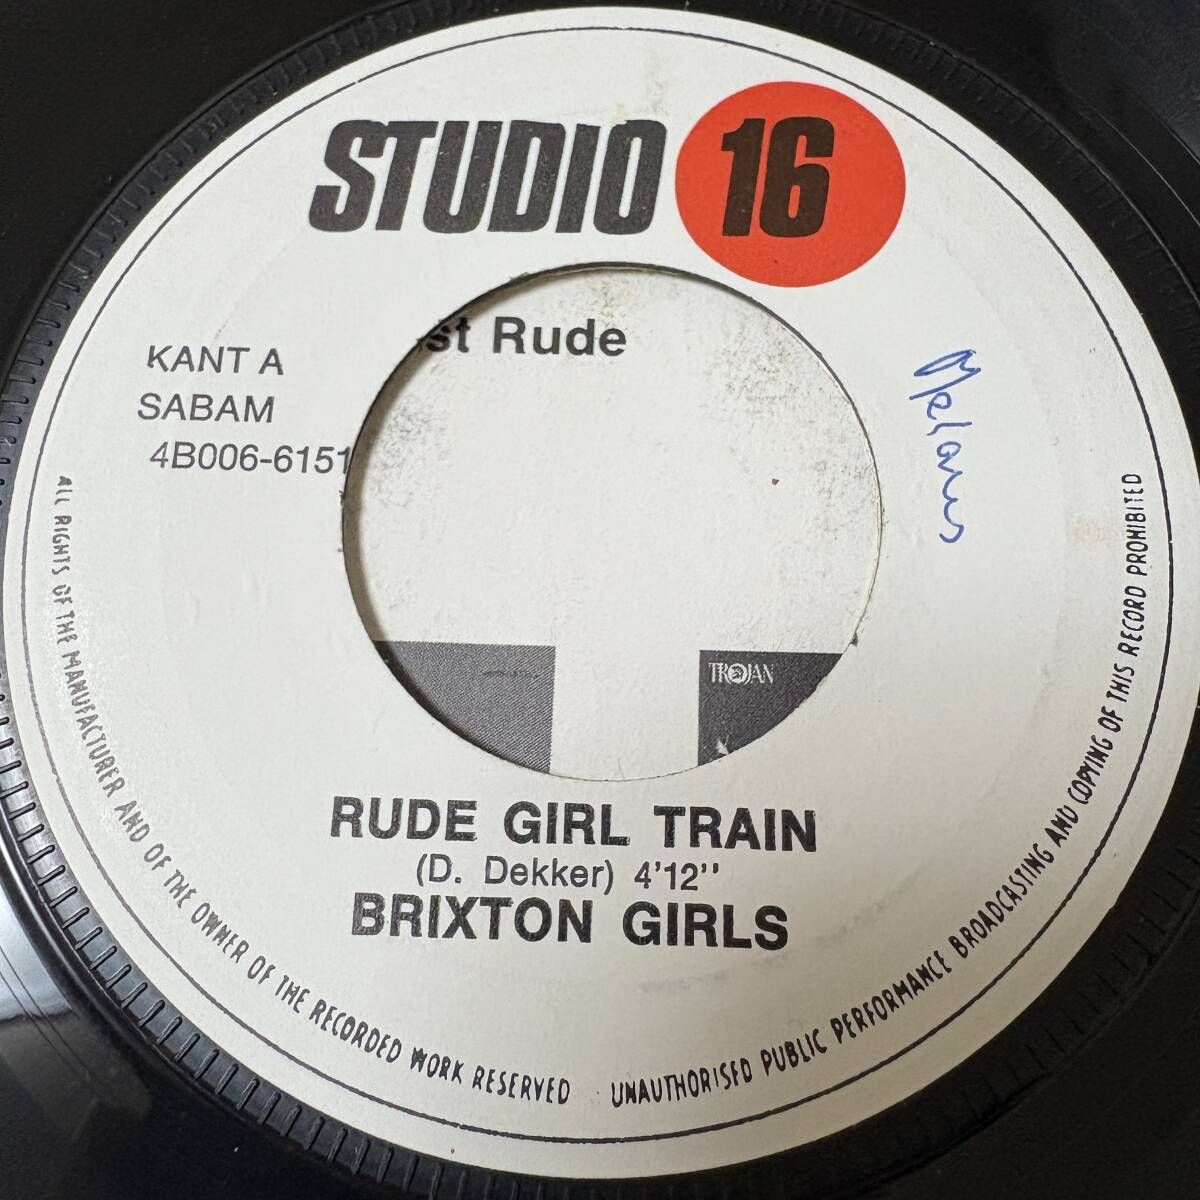 STUDIO 16
st Rude
KANT A
SABAM
4B006-6151
TROJAN
RUDE GIRL TRAIN
(D. Dekker) 4'12''
BRIXTON GIRLS
ALL RIGHTS OF THE MANUFACTURER AND OF THE OWNER OF THE RECORDED WORK RESERVED
UNAUTHORISED PUBLIC PERFORMANCE BROADCASTING AND COPYING OF THIS RECORD PROHIBITED